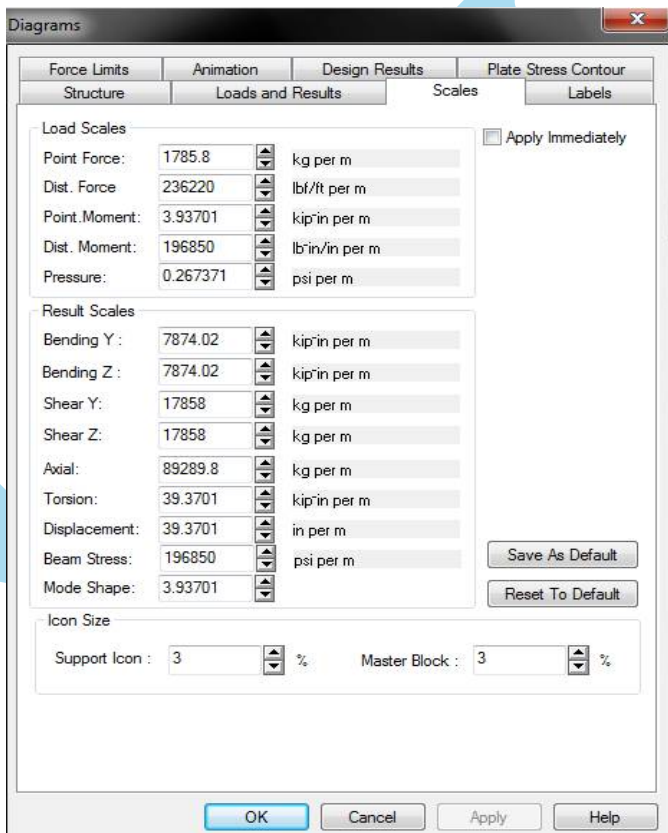 Diagrams
x
Force Limits Animation Design Results Plate Stress Contour
Structure Loads and Results Scales Labels
Load Scales
Apply Immediately
Point Force: 1785.8 kg per m
Dist. Force 236220 lbf/ft per m
Point.Moment: 3.93701 kip-in per m
Dist. Moment: 196850 lb-in/in per m
Pressure: 0.267371 psi per m
Result Scales
Bending Y : 7874.02 kip-in per m
Bending Z : 7874.02 kip-in per m
Shear Y: 17858 kg per m
Shear Z: 17858 kg per m
Axial: 89289.8 kg per m
Torsion: 39.3701 kip-in per m
Displacement: 39.3701 in per m
Beam Stress: 196850 psi per m
Save As Default
Mode Shape: 3.93701
Reset To Default
Icon Size
Support Icon : 3 % Master Block : 3 %
OK Cancel Apply Help